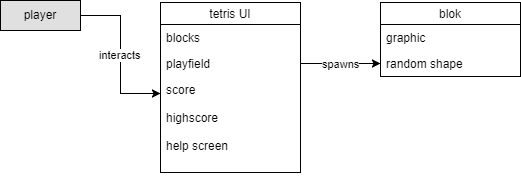 player
interacts
tetris UI
blocks
playfield
score
highscore
help screen
spawns
blok
graphic
random shape